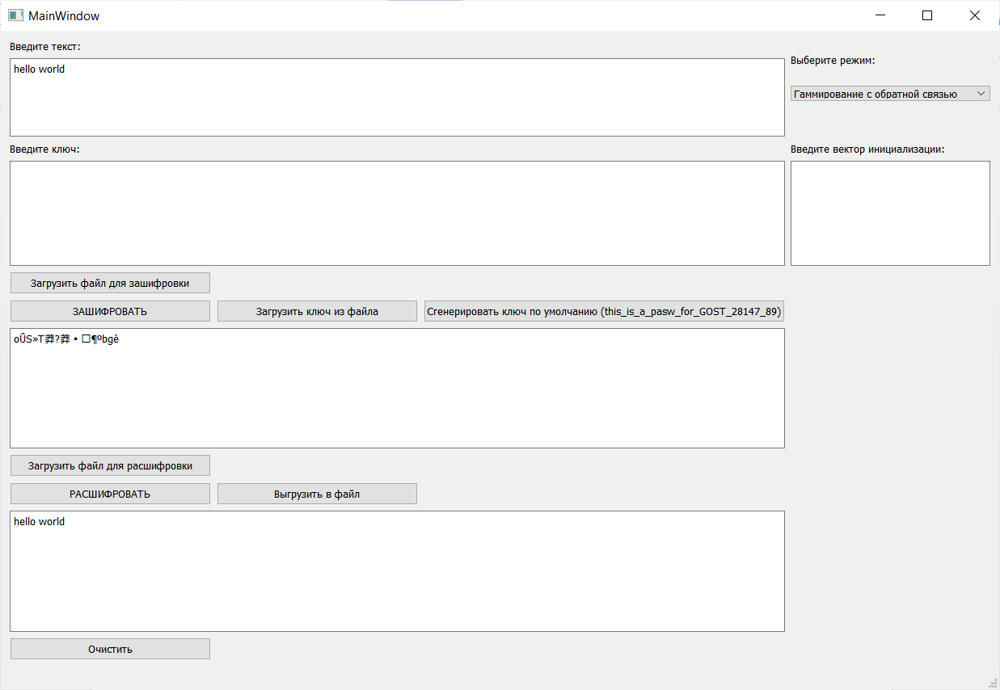 MainWindow
Введите текст:
hello world
Выберите режим:
Гаммирование с обратной связью
Введите ключ:
Введите вектор инициализации:
Загрузить файл для зашифровки
ЗАШИФРОВАТЬ
Загрузить ключ из файла
Сгенерировать ключ по умолчанию (this_is_a_pasw_for_GOST_28147_89)
oÛS»T莽?莽 • □¶ºbgè
Загрузить файл для расшифровки
РАСШИФРОВАТЬ
Выгрузить в файл
hello world
Очистить